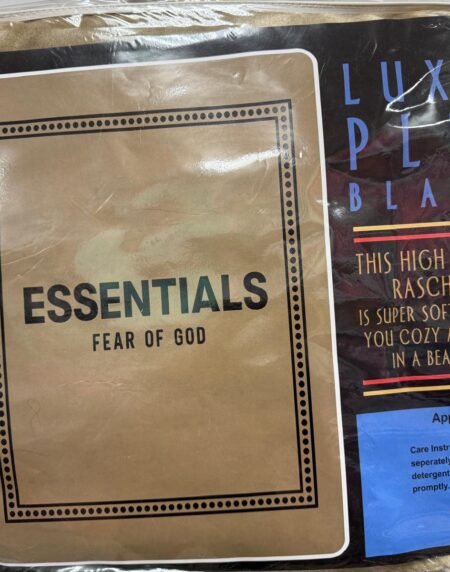 ESSENTIALS
FEAR OF GOD
LUX
PL
BLA
THIS HIGH
RASCH
IS SUPER SOFT
YOU COZY
IN A BEA
App
Care Instr
seperately
detergent
promptly.